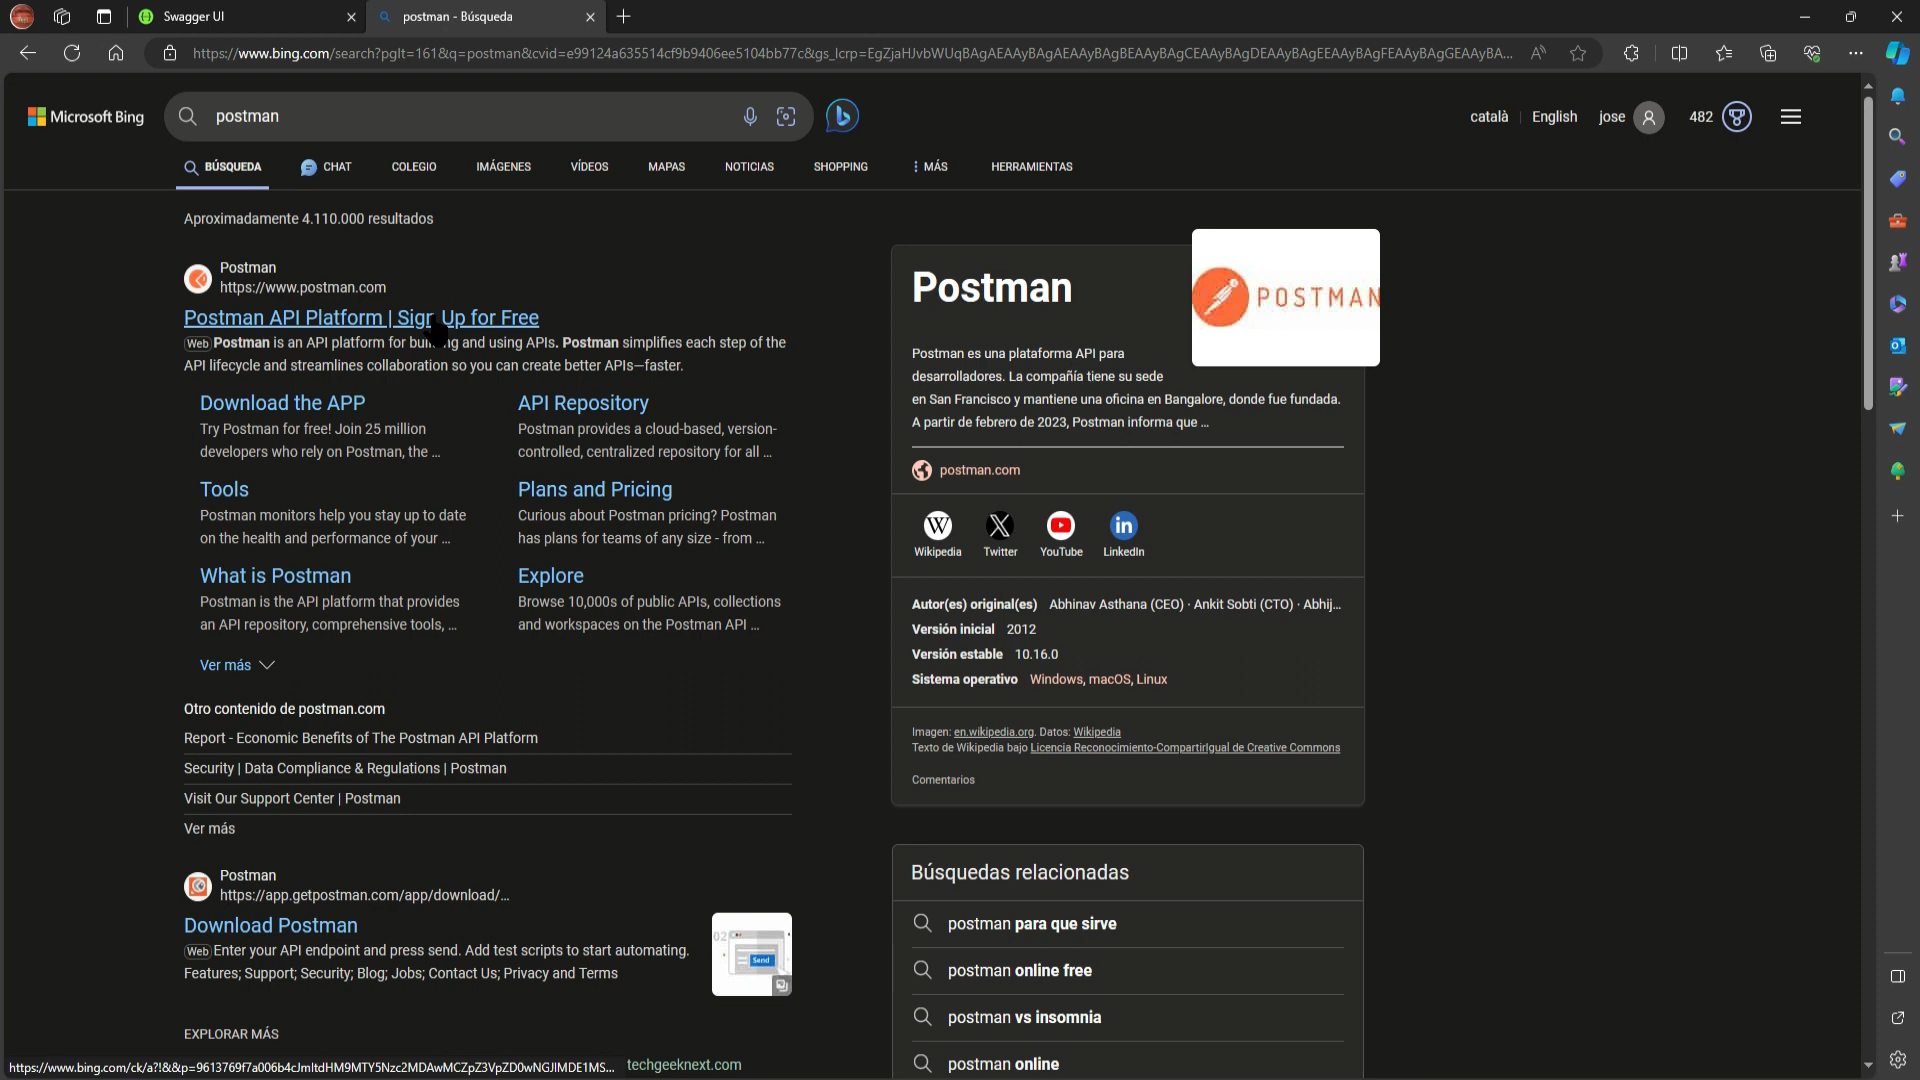 Swagger UI
postman - Búsqueda
https://www.bing.com/search?pglt=161&q=postman&cvid=e99124a635514cf9b9406ee5104bb77c&gs_lcrp=EgZjaHJvbWUqBAgAEAAyBAgAEAAyBAgBEAAyBAgCEAAyBAgDEAAyBAgEEAAyBAgFEAAyBAgGEAAyBA...
Microsoft Bing
postman
català
English
jose
482
BÚSQUEDA
CHAT
COLEGIO
IMÁGENES
VÍDEOS
MAPAS
NOTICIAS
SHOPPING
MÁS
HERRAMIENTAS
Aproximadamente 4.110.000 resultados
Postman
https://www.postman.com
Postman API Platform | Sign Up for Free
Web Postman is an API platform for building and using APIs. Postman simplifies each step of the
API lifecycle and streamlines collaboration so you can create better APIs—faster.
Download the APP
Try Postman for free! Join 25 million
developers who rely on Postman, the ...
API Repository
Postman provides a cloud-based, version-
controlled, centralized repository for all ...
Tools
Postman monitors help you stay up to date
on the health and performance of your ...
Plans and Pricing
Curious about Postman pricing? Postman
has plans for teams of any size - from ...
What is Postman
Postman is the API platform that provides
an API repository, comprehensive tools, ...
Explore
Browse 10,000s of public APIs, collections
and workspaces on the Postman API ...
Ver más
Otro contenido de postman.com
Report - Economic Benefits of The Postman API Platform
Security | Data Compliance & Regulations | Postman
Visit Our Support Center | Postman
Ver más
Postman
https://app.getpostman.com/app/download/...
Download Postman
Web Enter your API endpoint and press send. Add test scripts to start automating.
Features; Support; Security; Blog; Jobs; Contact Us; Privacy and Terms
02
Send
EXPLORAR MÁS
https://www.bing.com/ck/a?!&&p=9613769f7a006b4cJmltdHM9MTY5Nzc2MDAwMCZpZ3VpZD0wNGJlMDE1MS...
techgeeknext.com
Postman
POSTMAN
Postman es una plataforma API para
desarrolladores. La compañía tiene su sede
en San Francisco y mantiene una oficina en Bangalore, donde fue fundada.
A partir de febrero de 2023, Postman informa que ...
postman.com
W
Wikipedia
Twitter
YouTube
in
LinkedIn
Autor(es) original(es) Abhinav Asthana (CEO) · Ankit Sobti (CTO) · Abhij...
Versión inicial 2012
Versión estable 10.16.0
Sistema operativo Windows, macOS, Linux
Imagen: en.wikipedia.org. Datos: Wikipedia
Texto de Wikipedia bajo Licencia Reconocimiento-CompartirIgual de Creative Commons
Comentarios
Búsquedas relacionadas
postman para que sirve
postman online free
postman vs insomnia
postman online